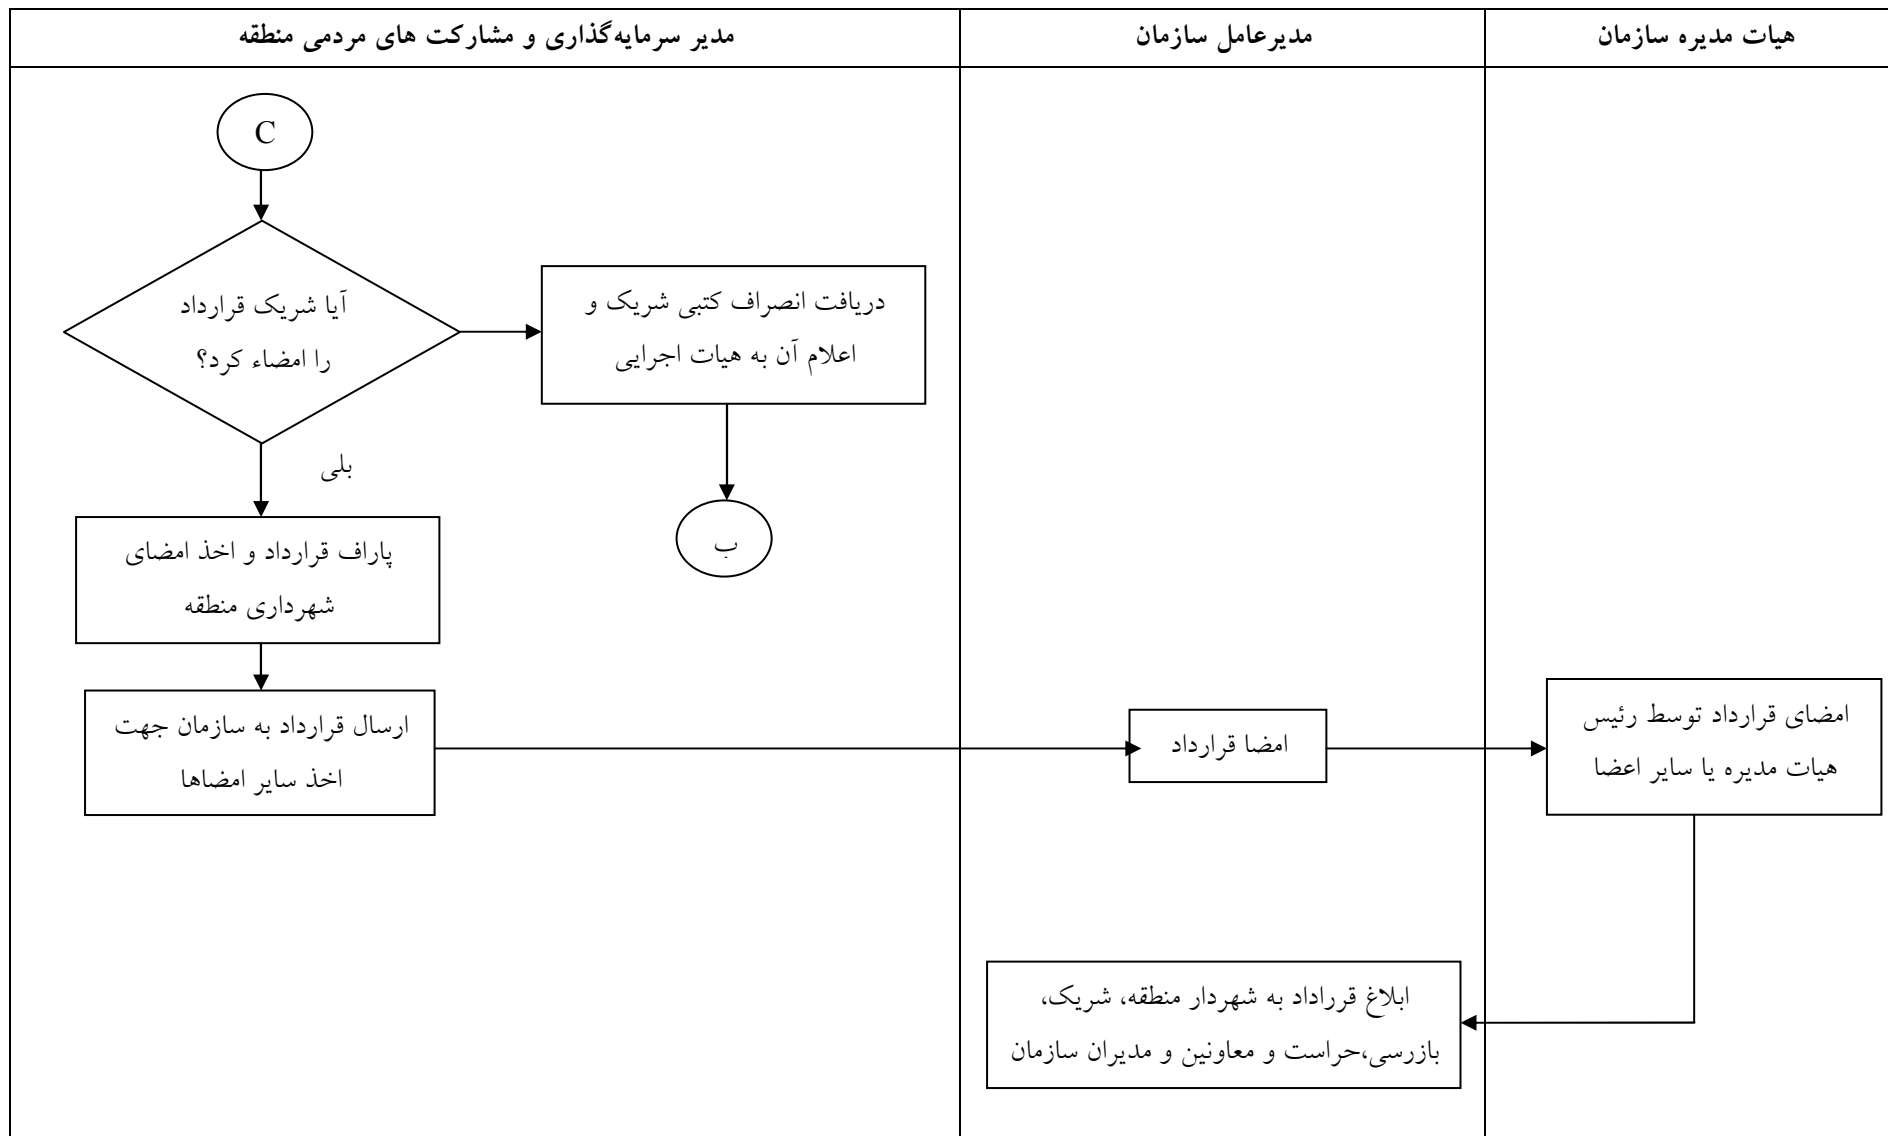 هیات مدیره سازمان
مدیرعامل سازمان
مدیر سرمایه‌گذاری و مشارکت های مردمی منطقه
C
آیا شریک قرارداد
را امضاء کرد؟
دریافت انصراف کتبی شریک و
اعلام آن به هیات اجرایی
بلی
ب
پاراف قرارداد و اخذ امضای
شهرداری منطقه
ارسال قرارداد به سازمان جهت
اخذ سایر امضاها
امضا قرارداد
امضای قرارداد توسط رئیس
هیات مدیره یا سایر اعضا
ابلاغ قرراداد به شهردار منطقه، شریک،
بازرسی،حراست و معاونین و مدیران سازمان